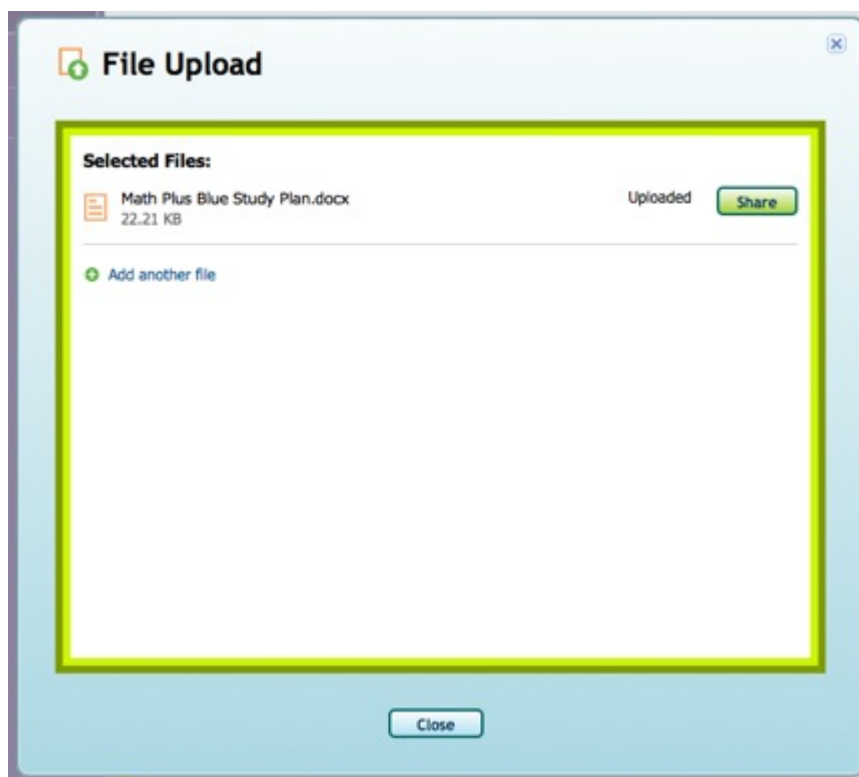 File Upload
Selected Files:
Math Plus Blue Study Plan.docx
Uploaded
Share
22.21 KB
Add another file
Close